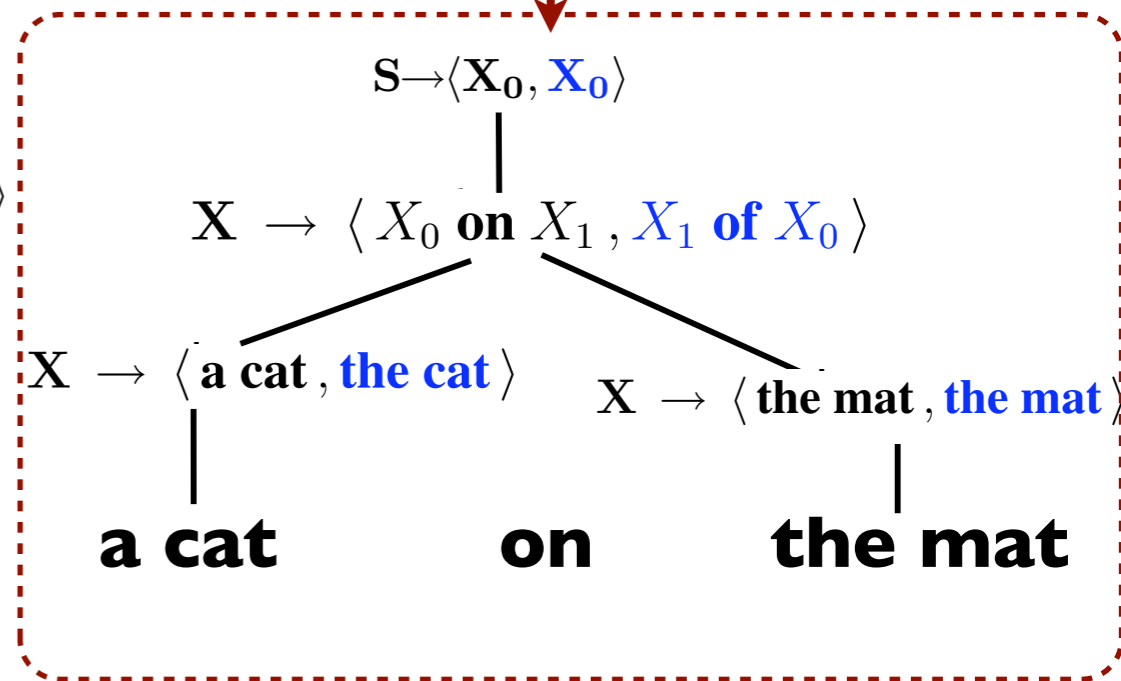 S→⟨X₀, X₀⟩
X → ⟨ X₀ on X₁ , X₁ of X₀ ⟩
X → ⟨ a cat , the cat ⟩
X → ⟨ the mat , the mat ⟩
a cat on the mat